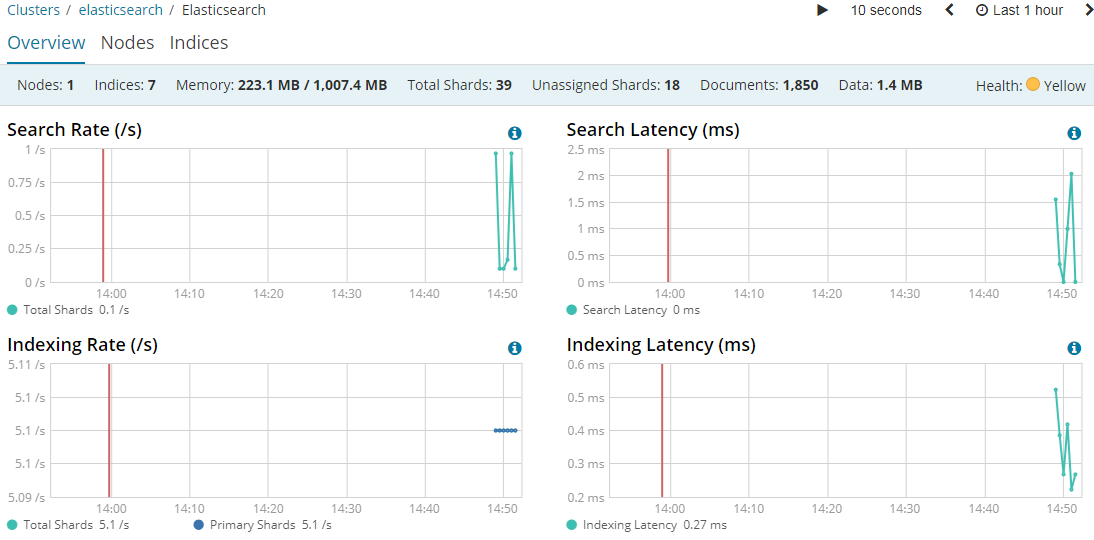 Clusters / elasticsearch / Elasticsearch
10 seconds
Last 1 hour
Overview Nodes Indices
Nodes: 1 Indices: 7 Memory: 223.1 MB / 1,007.4 MB Total Shards: 39 Unassigned Shards: 18 Documents: 1,850 Data: 1.4 MB Health: Yellow
Search Rate (/s)
1 /s
0.75 /s
0.5 /s
0.25 /s
0 /s
14:00 14:10 14:20 14:30 14:40 14:50
Total Shards 0.1 /s
Search Latency (ms)
2.5 ms
2 ms
1.5 ms
1 ms
0.5 ms
0 ms
14:00 14:10 14:20 14:30 14:40 14:50
Search Latency 0 ms
Indexing Rate (/s)
5.11 /s
5.1 /s
5.1 /s
5.1 /s
5.09 /s
14:00 14:10 14:20 14:30 14:40 14:50
Total Shards 5.1 /s Primary Shards 5.1 /s
Indexing Latency (ms)
0.6 ms
0.5 ms
0.4 ms
0.3 ms
0.2 ms
14:00 14:10 14:20 14:30 14:40 14:50
Indexing Latency 0.27 ms